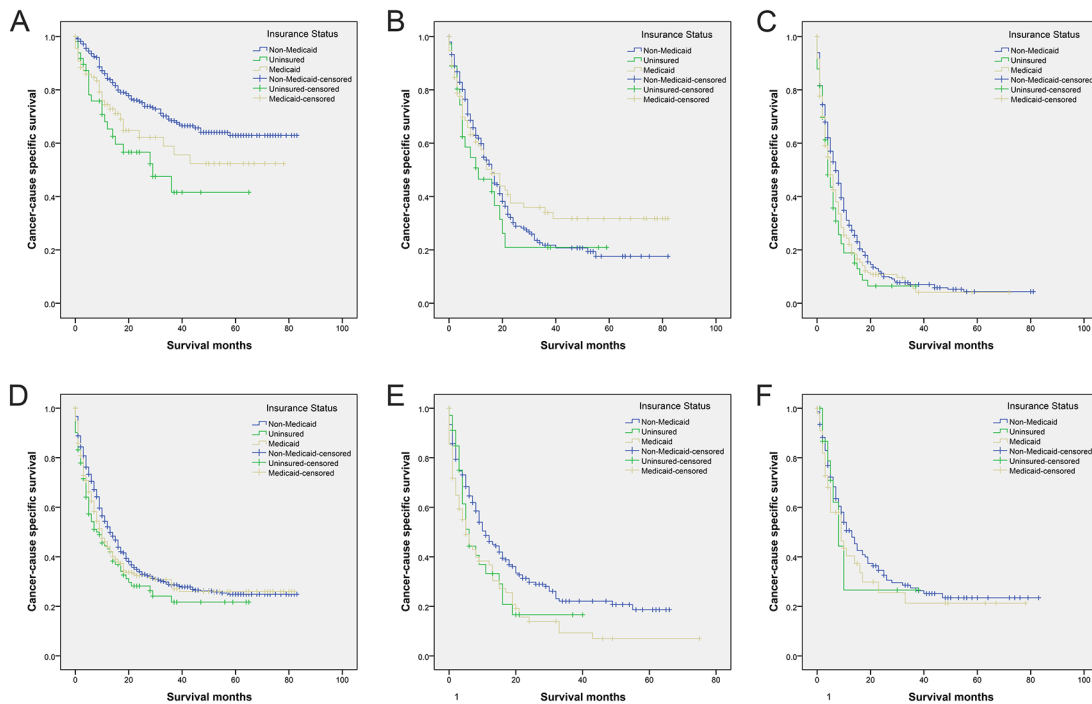 A
Insurance Status
Non-Medicaid
Uninsured
Medicaid
Non-Medicaid-censored
Uninsured-censored
Medicaid-censored
Cancer-cause specific survival
1.0
0.8
0.6
0.4
0.2
0.0
0 20 40 60 80 100
Survival months
B
Insurance Status
Non-Medicaid
Uninsured
Medicaid
Non-Medicaid-censored
Uninsured-censored
Medicaid-censored
Cancer-cause specific survival
1.0
0.8
0.6
0.4
0.2
0.0
0 20 40 60 80 100
Survival months
C
Insurance Status
Non-Medicaid
Uninsured
Medicaid
Non-Medicaid-censored
Uninsured-censored
Medicaid-censored
Cancer-cause specific survival
1.0
0.8
0.6
0.4
0.2
0.0
0 20 40 60 80 100
Survival months
D
Insurance Status
Non-Medicaid
Uninsured
Medicaid
Non-Medicaid-censored
Uninsured-censored
Medicaid-censored
Cancer-cause specific survival
1.0
0.8
0.6
0.4
0.2
0.0
0 20 40 60 80 100
Survival months
E
Insurance Status
Non-Medicaid
Uninsured
Medicaid
Non-Medicaid-censored
Uninsured-censored
Medicaid-censored
Cancer-cause specific survival
1.0
0.8
0.6
0.4
0.2
0.0
0 20 40 60 80
Survival months
1
F
Insurance Status
Non-Medicaid
Uninsured
Medicaid
Non-Medicaid-censored
Uninsured-censored
Medicaid-censored
Cancer-cause specific survival
1.0
0.8
0.6
0.4
0.2
0.0
0 20 40 60 80 100
Survival months
1